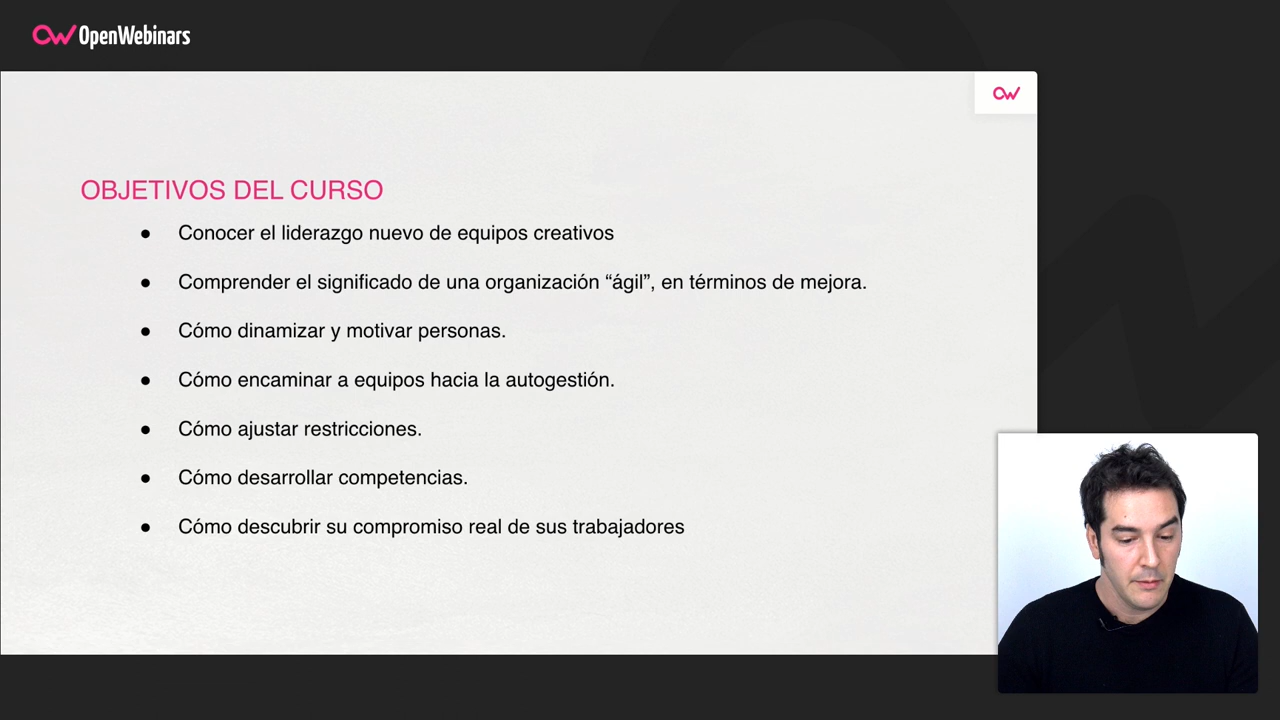 OpenWebinars
OBJETIVOS DEL CURSO
● Conocer el liderazgo nuevo de equipos creativos
● Comprender el significado de una organización “ágil”, en términos de mejora.
● Cómo dinamizar y motivar personas.
● Cómo encaminar a equipos hacia la autogestión.
● Cómo ajustar restricciones.
● Cómo desarrollar competencias.
● Cómo descubrir su compromiso real de sus trabajadores